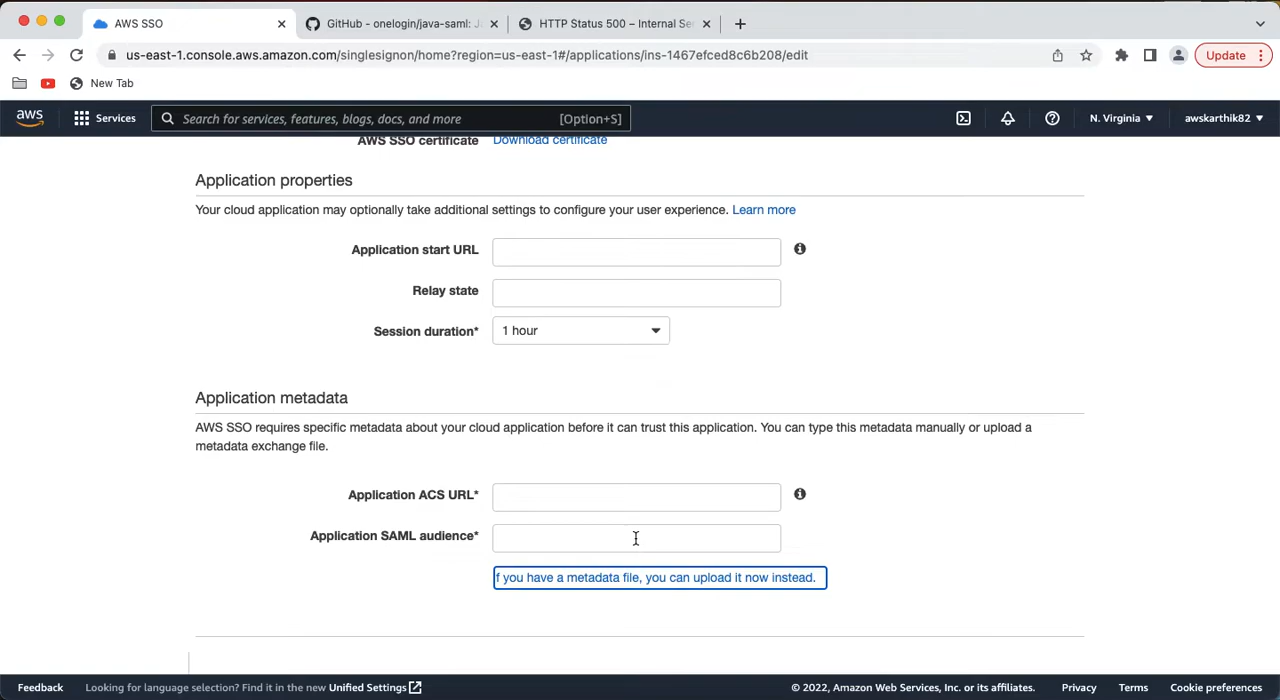 AWS SSO
GitHub - onelogin/java-saml: J
HTTP Status 500 – Internal Se
us-east-1.console.aws.amazon.com/singlesignon/home?region=us-east-1#/applications/ins-1467efced8c6b208/edit
Update
New Tab
aws
Services
Search for services, features, blogs, docs, and more
[Option+S]
N. Virginia
awskarthik82
AWS SSO certificate
Download certificate
Application properties
Your cloud application may optionally take additional settings to configure your user experience. Learn more
Application start URL
Relay state
Session duration*
1 hour
Application metadata
AWS SSO requires specific metadata about your cloud application before it can trust this application. You can type this metadata manually or upload a
metadata exchange file.
Application ACS URL*
Application SAML audience*
If you have a metadata file, you can upload it now instead.
Feedback
Looking for language selection? Find it in the new Unified Settings
© 2022, Amazon Web Services, Inc. or its affiliates.
Privacy
Terms
Cookie preferences